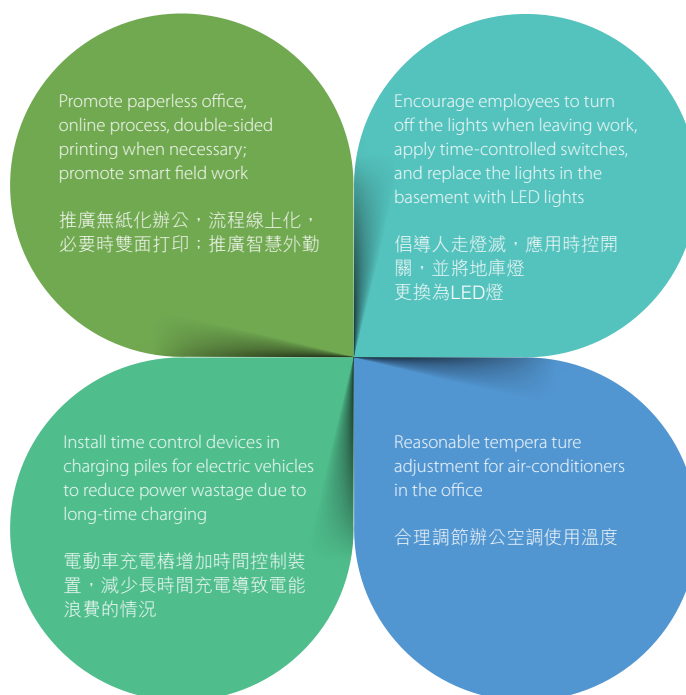 Promote paperless office,
online process, double-sided
printing when necessary;
promote smart field work
推廣無紙化辦公，流程線上化，
必要時雙面打印；推廣智慧外勤
Encourage employees to turn
off the lights when leaving work,
apply time-controlled switches,
and replace the lights in the
basement with LED lights
倡導人走燈滅，應用時控開
關，並將地庫燈
更換為LED燈
Install time control devices in
charging piles for electric vehicles
to reduce power wastage due to
long-time charging
電動車充電樁增加時間控制裝
置，減少長時間充電導致電能
浪費的情況
Reasonable tempera ture
adjustment for air-conditioners
in the office
合理調節辦公空調使用溫度